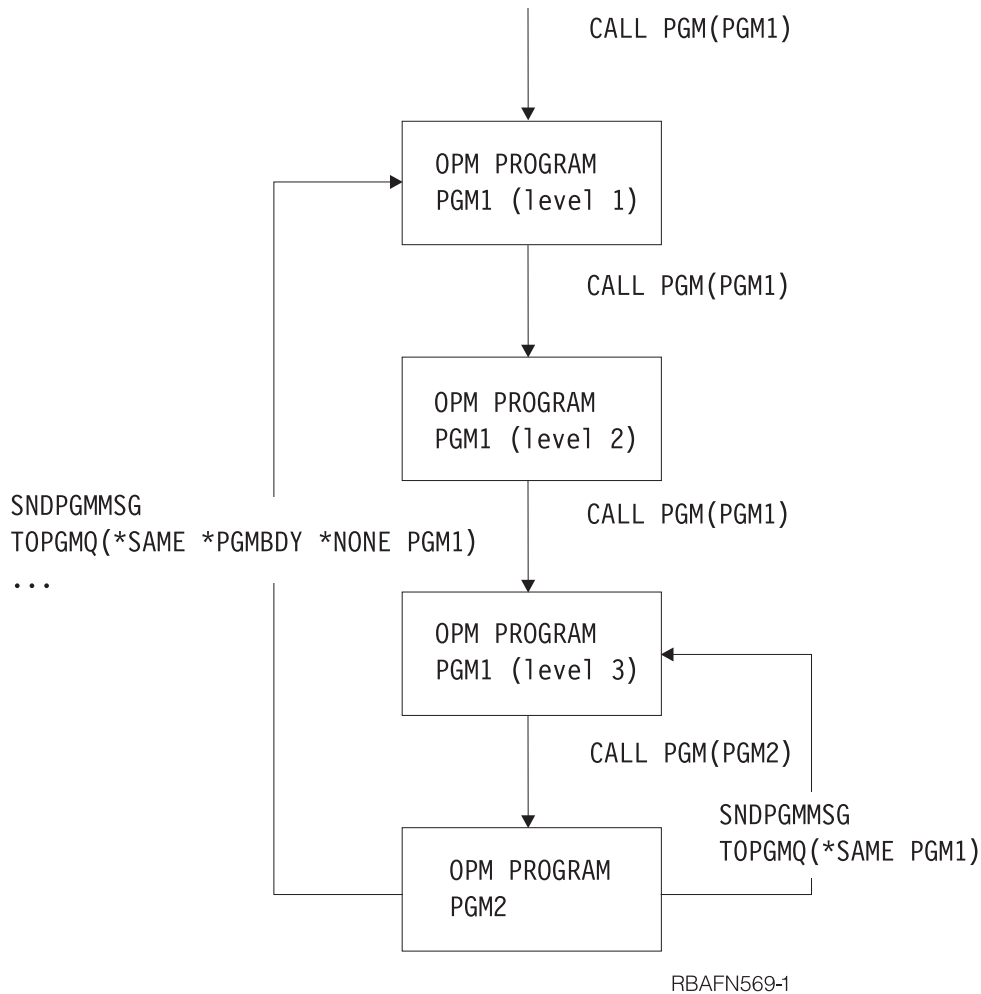 CALL PGM(PGM1)
OPM PROGRAM
PGM1 (level 1)
CALL PGM(PGM1)
OPM PROGRAM
PGM1 (level 2)
SNDPGMMSG
TOPGMQ(*SAME *PGMBDY *NONE PGM1)
...
CALL PGM(PGM1)
OPM PROGRAM
PGM1 (level 3)
CALL PGM(PGM2)
SNDPGMMSG
TOPGMQ(*SAME PGM1)
OPM PROGRAM
PGM2
RBAFN569-1